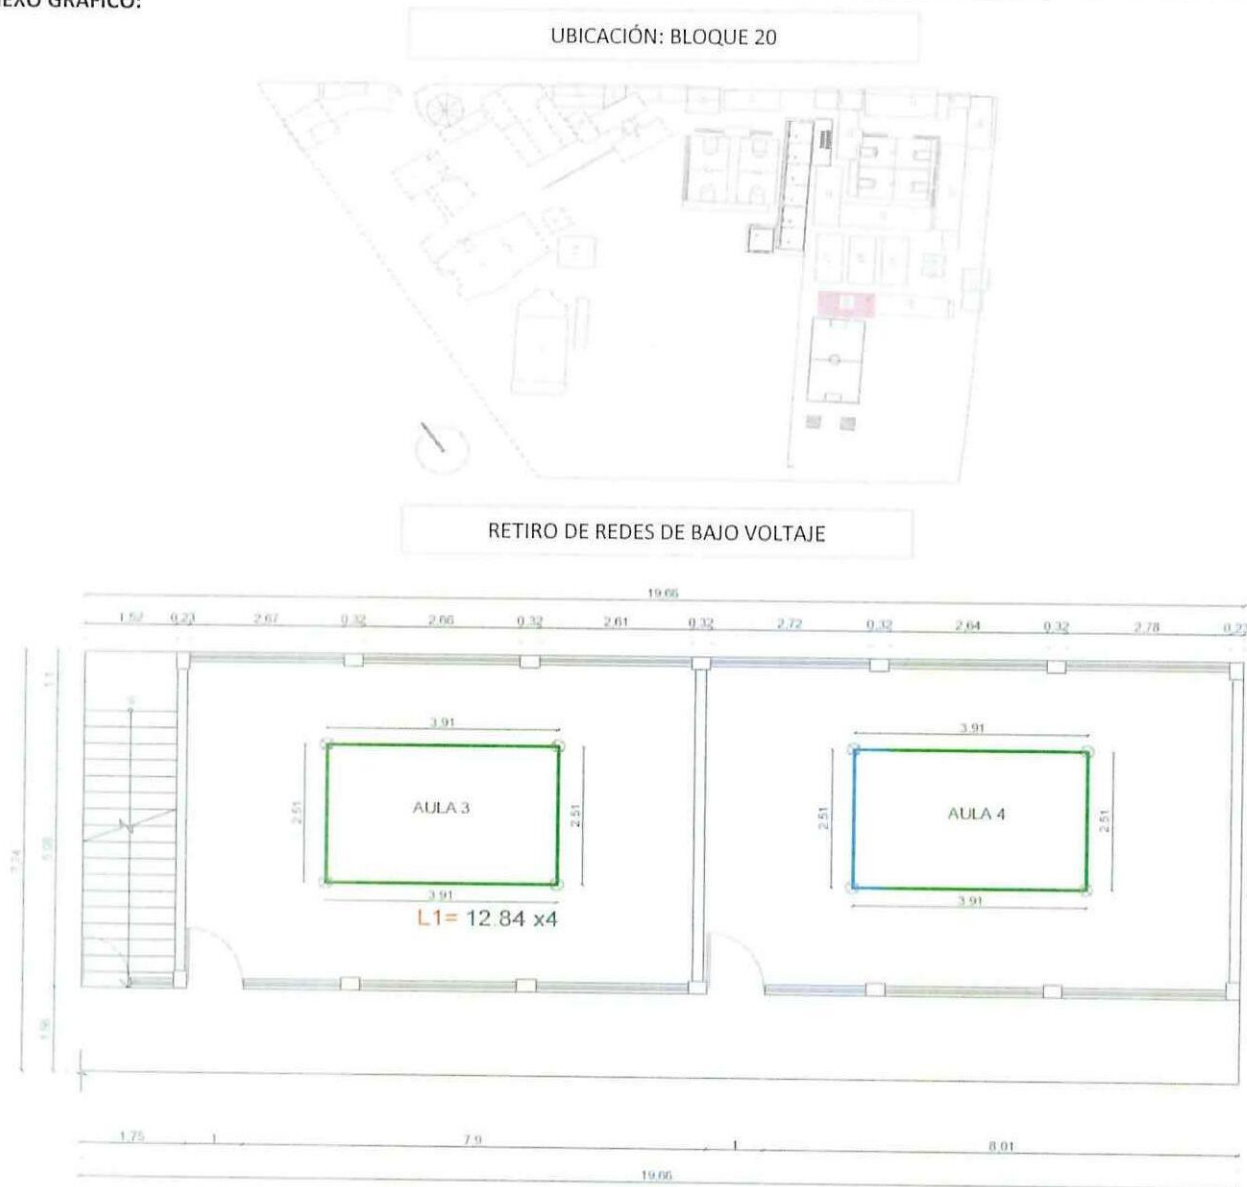 EXO GRÁFICO:
UBICACIÓN: BLOQUE 20
RETIRO DE REDES DE BAJO VOLTAJE
19.66
0.23 2.67 0.32 2.66 0.32 2.61 0.32 2.72 0.32 2.64 0.32 2.78 0.23
1.1
3.91 3.91
2.51 AULA 3 2.51 2.51 AULA 4 2.51
3.91 3.91
L1= 12.84 x4
1.75 1 7.9 1 8.01
19.66